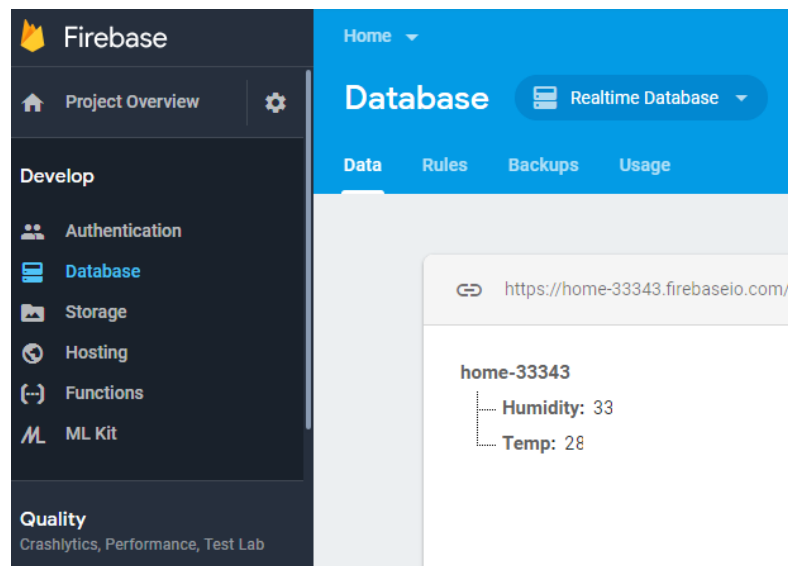 Firebase
Project Overview
Develop
Authentication
Database
Storage
Hosting
Functions
ML Kit
Quality
Crashlytics, Performance, Test Lab
Home
Database Realtime Database
Data Rules Backups Usage
https://home-33343.firebaseio.com/
home-33343
Humidity: 33
Temp: 28